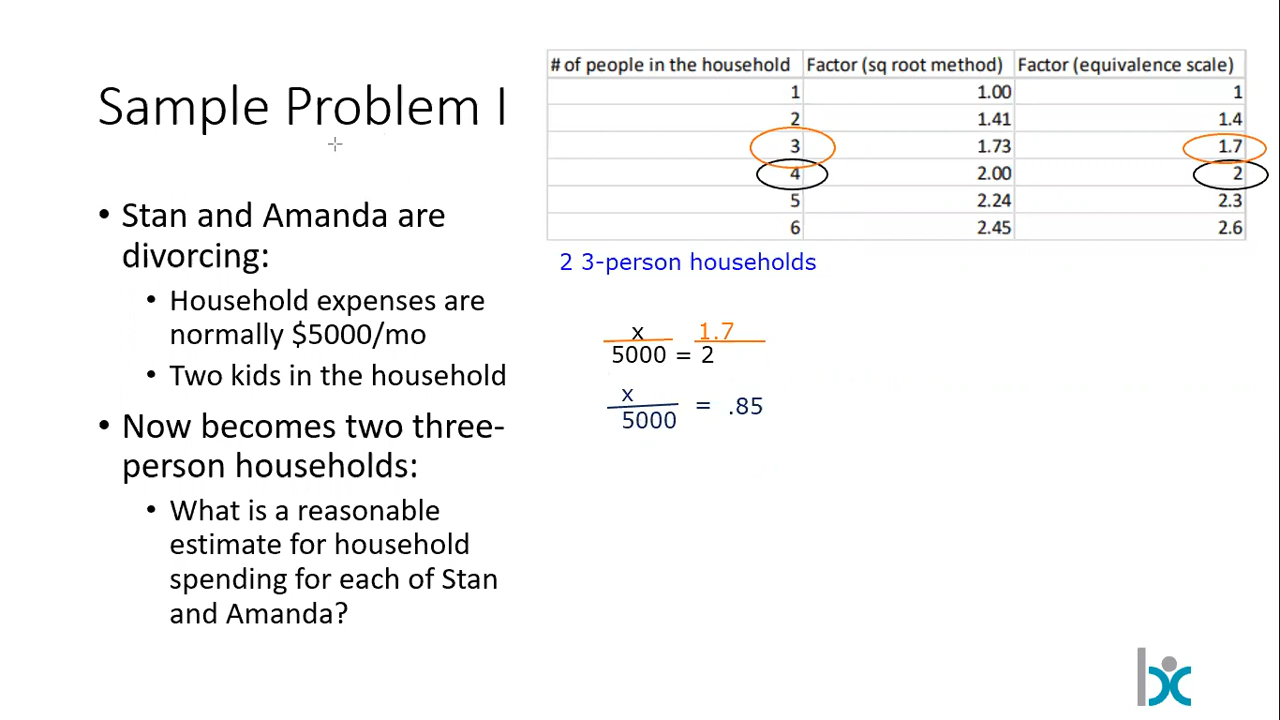 Sample Problem I
• Stan and Amanda are
divorcing:
• Household expenses are
normally $5000/mo
• Two kids in the household
• Now becomes two three-
person households:
• What is a reasonable
estimate for household
spending for each of Stan
and Amanda?
# of people in the household Factor (sq root method) Factor (equivalence scale)
1 1.00 1
2 1.41 1.4
3 1.73 1.7
4 2.00 2
5 2.24 2.3
6 2.45 2.6
2 3-person households
x 1.7
5000 = 2
x
= .85
5000